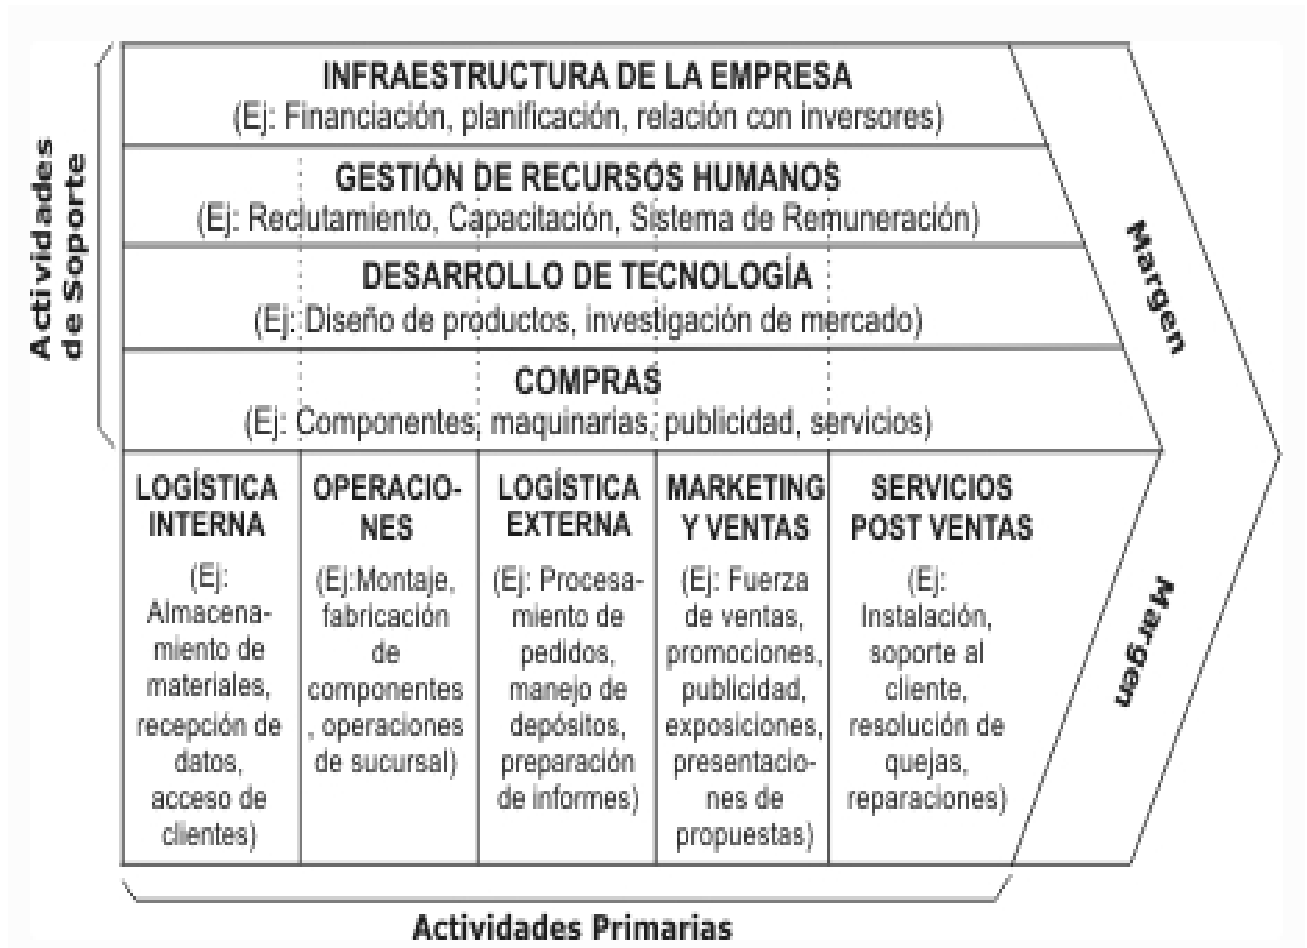 Actividades
de Soporte
INFRAESTRUCTURA DE LA EMPRESA
(Ej: Financiación, planificación, relación con inversores)
GESTIÓN DE RECURSOS HUMANOS
(Ej: Reclutamiento, Capacitación, Sistema de Remuneración)
DESARROLLO DE TECNOLOGÍA
(Ej: Diseño de productos, investigación de mercado)
COMPRAS
(Ej: Componentes, maquinarias, publicidad, servicios)
LOGÍSTICA
INTERNA
(Ej:
Almacena-
miento de
materiales,
recepción de
datos,
acceso de
clientes)
OPERACIO-
NES
(Ej:Montaje,
fabricación
de
componentes
, operaciones
de sucursal)
LOGÍSTICA
EXTERNA
(Ej: Procesa-
miento de
pedidos,
manejo de
depósitos,
preparación
de informes)
MARKETING
Y VENTAS
(Ej: Fuerza
de ventas,
promociones,
publicidad,
exposiciones,
presentacio-
nes de
propuestas)
SERVICIOS
POST VENTAS
(Ej:
Instalación,
soporte al
cliente,
resolución de
quejas,
reparaciones)
Margen
Margen
Actividades Primarias